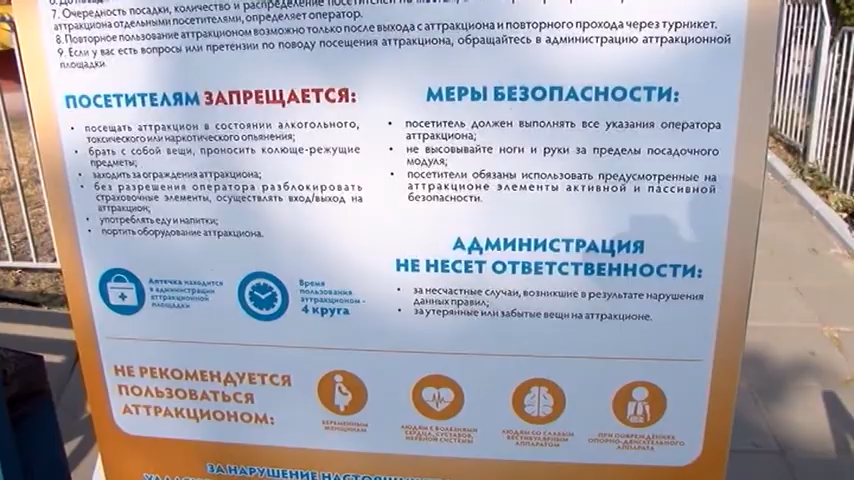 7. Очередность посадки, количество и распределение посетителей на
аттракциона отдельными посетителями, определяет оператор.
8. Повторное пользование аттракционом возможно только после выхода с аттракциона и повторного прохода через турникет.
9. Если у вас есть вопросы или претензии по поводу посещения аттракциона, обращайтесь в администрацию аттракционной
площадки.
ПОСЕТИТЕЛЯМ ЗАПРЕЩАЕТСЯ:
• посещать аттракцион в состоянии алкогольного,
токсического или наркотического опьянения;
• брать с собой вещи, проносить колюще-режущие
предметы;
• заходить за ограждения аттракциона;
• без разрешения оператора разблокировать
страховочные элементы, осуществлять вход/выход на
аттракцион;
• употреблять еду и напитки;
• портить оборудование аттракциона.
МЕРЫ БЕЗОПАСНОСТИ:
• посетитель должен выполнять все указания оператора
аттракциона;
• не высовывайте ноги и руки за пределы посадочного
модуля;
• посетители обязаны использовать предусмотренные на
аттракционе элементы активной и пассивной
безопасности.
АДМИНИСТРАЦИЯ
НЕ НЕСЕТ ОТВЕТСТВЕННОСТИ:
• за несчастные случаи, возникшие в результате нарушения
данных правил;
• за утерянные или забытые вещи на аттракционе.
Аптечка находится
в администрации
аттракционной
площадки
Время
пользования
аттракционом -
4 круга
НЕ РЕКОМЕНДУЕТСЯ
ПОЛЬЗОВАТЬСЯ
АТТРАКЦИОНОМ:
БЕРЕМЕННЫМ
ЖЕНЩИНАМ
ЛЮДЯМ С БОЛЕЗНЯМИ
СЕРДЦА, СУСТАВОВ,
НЕРВНОЙ СИСТЕМЫ
ЛЮДЯМ СО СЛАБЫМ
ВЕСТИБУЛЯРНЫМ
АППАРАТОМ
ПРИ ПОВРЕЖДЕНИЯХ
ОПОРНО-ДВИГАТЕЛЬНОГО
АППАРАТА
ЗА НАРУШЕНИЕ